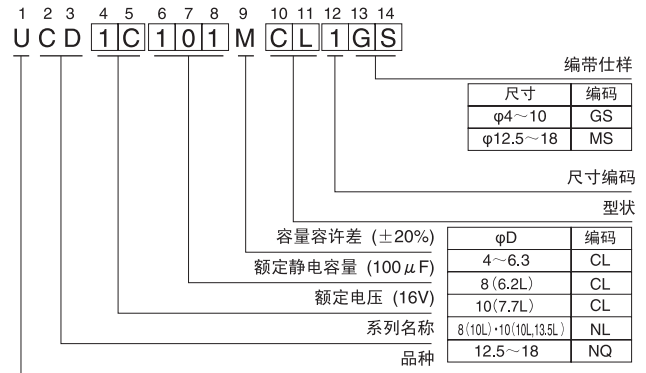 1 2 3 4 5 6 7 8 9 10 11 12 13 14
U C D 1 C 1 0 1 M C L 1 G S
编带仕样
尺寸 编码
φ4～10 GS
φ12.5～18 MS
尺寸编码
型状
容量容许差 (±20%)
额定静电容量 (100μF)
额定电压 (16V)
系列名称
品种
φD 编码
4～6.3 CL
8(6.2L) CL
10(7.7L) CL
8(10L)・10(10L,13.5L) NL
12.5～18 NQ